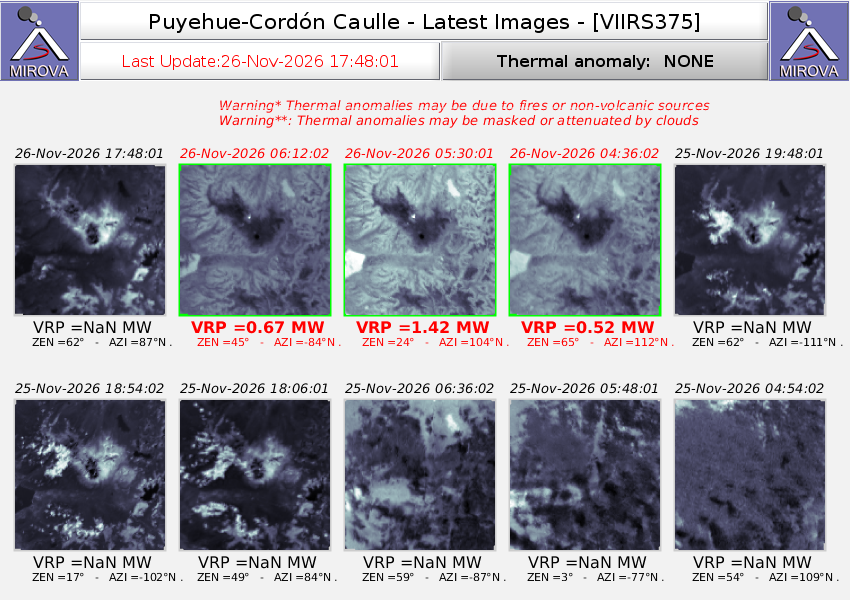 MIROVA
Puyehue-Cordón Caulle - Latest Images - [VIIRS375]
MIROVA
Last Update:26-Nov-2026 17:48:01
Thermal anomaly: NONE
Warning* Thermal anomalies may be due to fires or non-volcanic sources
Warning**: Thermal anomalies may be masked or attenuated by clouds
26-Nov-2026 17:48:01
26-Nov-2026 06:12:02
26-Nov-2026 05:30:01
26-Nov-2026 04:36:02
25-Nov-2026 19:48:01
VRP =NaN MW
VRP =0.67 MW
VRP =1.42 MW
VRP =0.52 MW
VRP =NaN MW
ZEN =62° - AZI =87°N .
ZEN =45° - AZI =-84°N .
ZEN =24° - AZI =104°N .
ZEN =65° - AZI =112°N .
ZEN =62° - AZI =-111°N .
25-Nov-2026 18:54:02
25-Nov-2026 18:06:01
25-Nov-2026 06:36:02
25-Nov-2026 05:48:01
25-Nov-2026 04:54:02
VRP =NaN MW
VRP =NaN MW
VRP =NaN MW
VRP =NaN MW
VRP =NaN MW
ZEN =17° - AZI =-102°N .
ZEN =49° - AZI =84°N .
ZEN =59° - AZI =-87°N .
ZEN =3° - AZI =-77°N .
ZEN =54° - AZI =109°N .